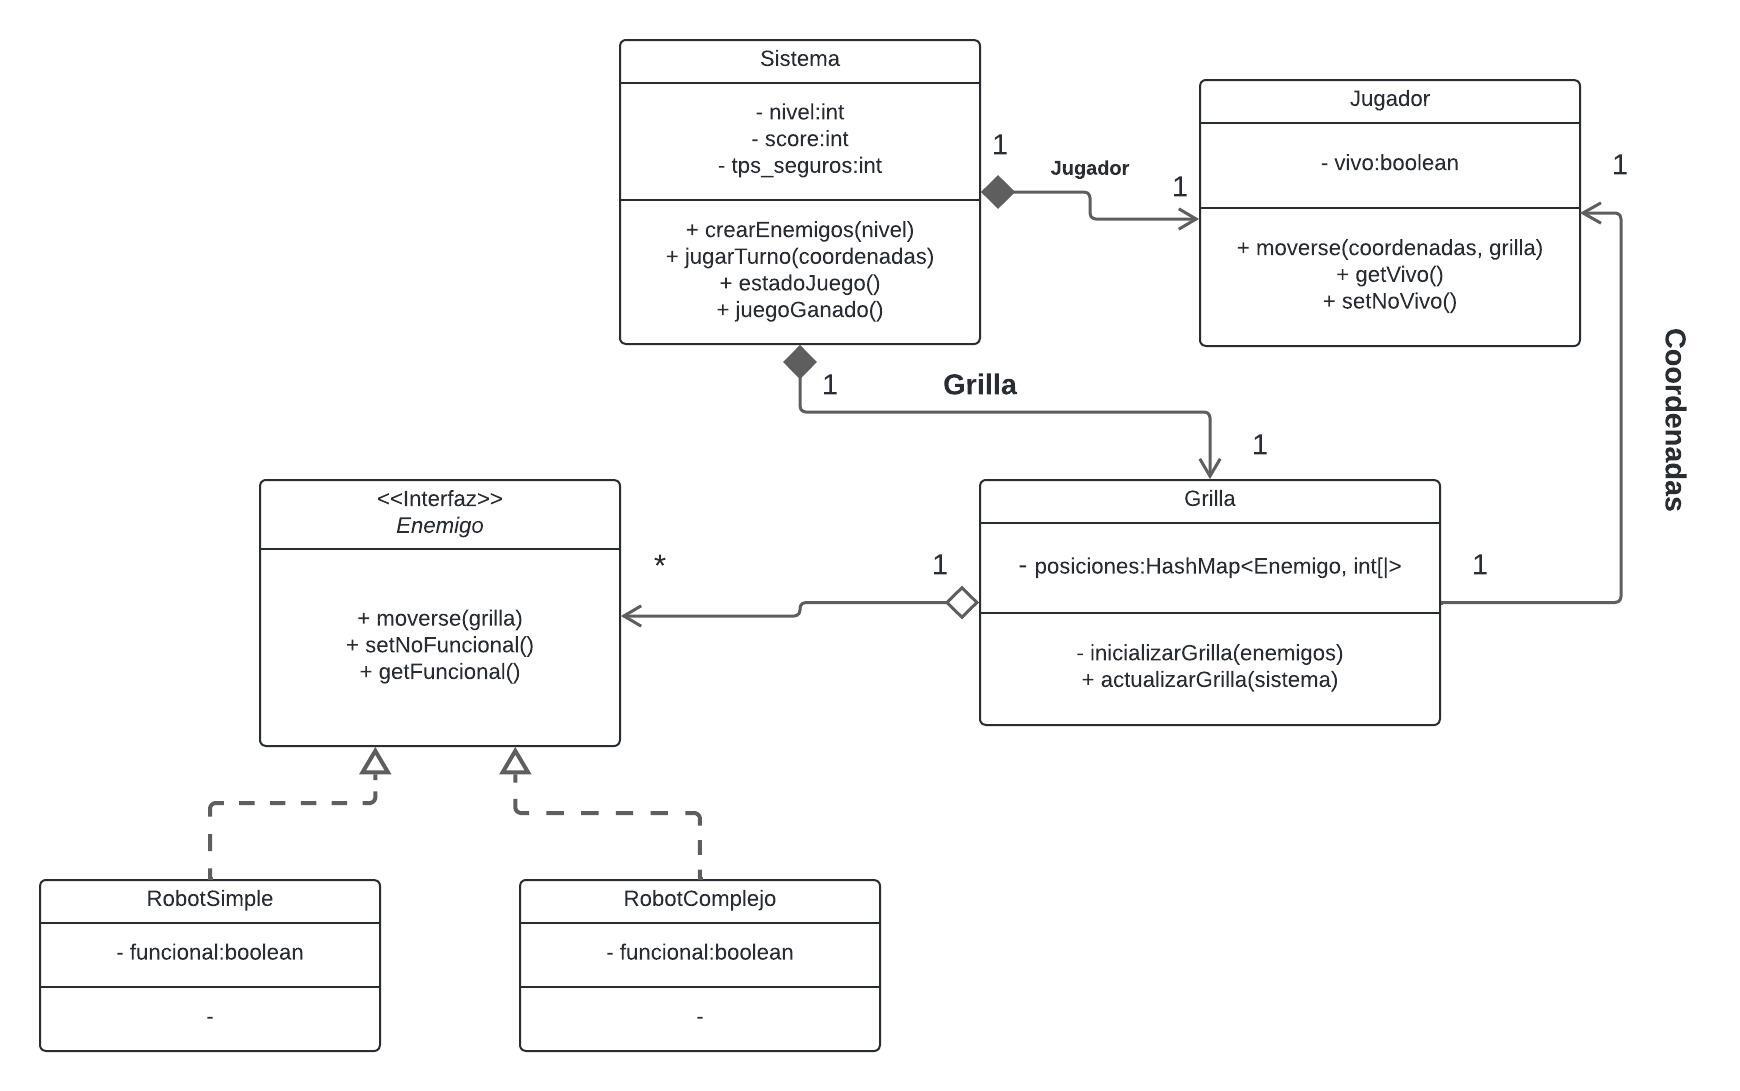 Sistema
- nivel:int
- score:int
- tps_seguros:int
+ crearEnemigos(nivel)
+ jugarTurno(coordenadas)
+ estadoJuego()
+ juegoGanado()
1
Jugador
1
Jugador
- vivo:boolean
+ moverse(coordenadas, grilla)
+ getVivo()
+ setNoVivo()
1
Coordenadas
1
Grilla
1
<<Interfaz>>
Enemigo
+ moverse(grilla)
+ setNoFuncional()
+ getFuncional()
*
1
Grilla
- posiciones:HashMap<Enemigo, int[|>
- inicializarGrilla(enemigos)
+ actualizarGrilla(sistema)
1
RobotSimple
- funcional:boolean
-
RobotComplejo
- funcional:boolean
-